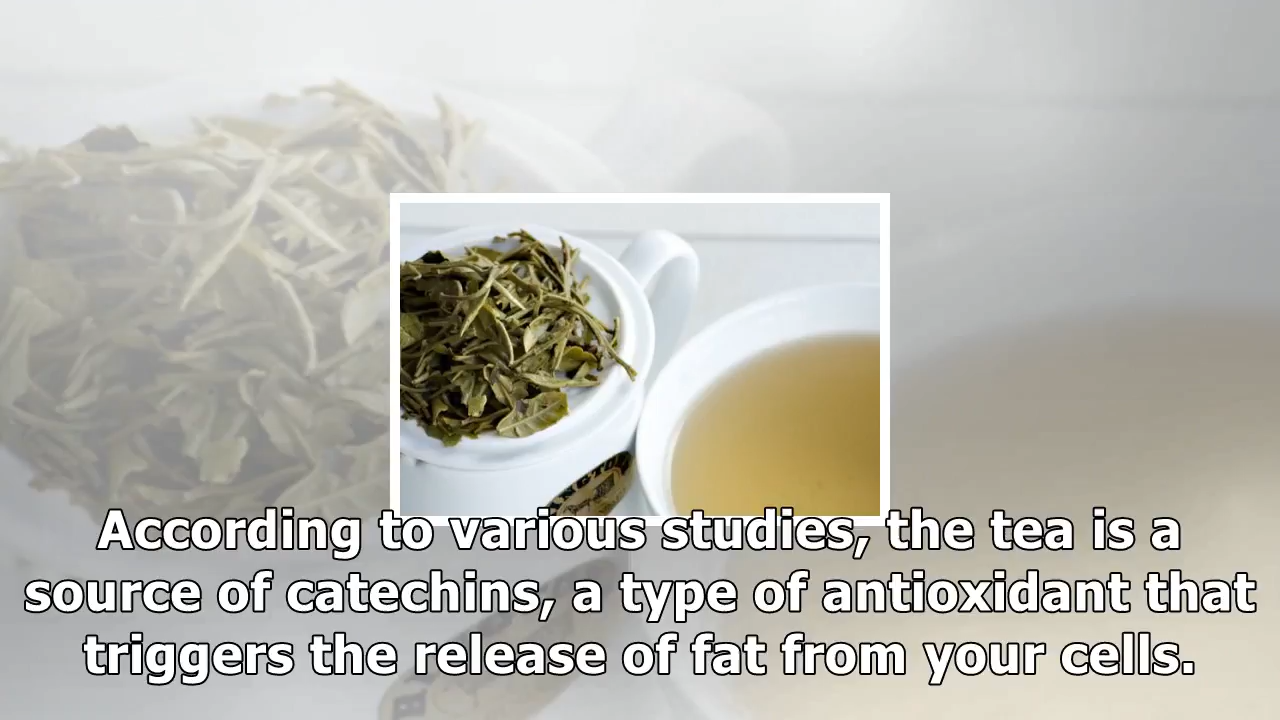 According to various studies, the tea is a
source of catechins, a type of antioxidant that
triggers the release of fat from your cells.